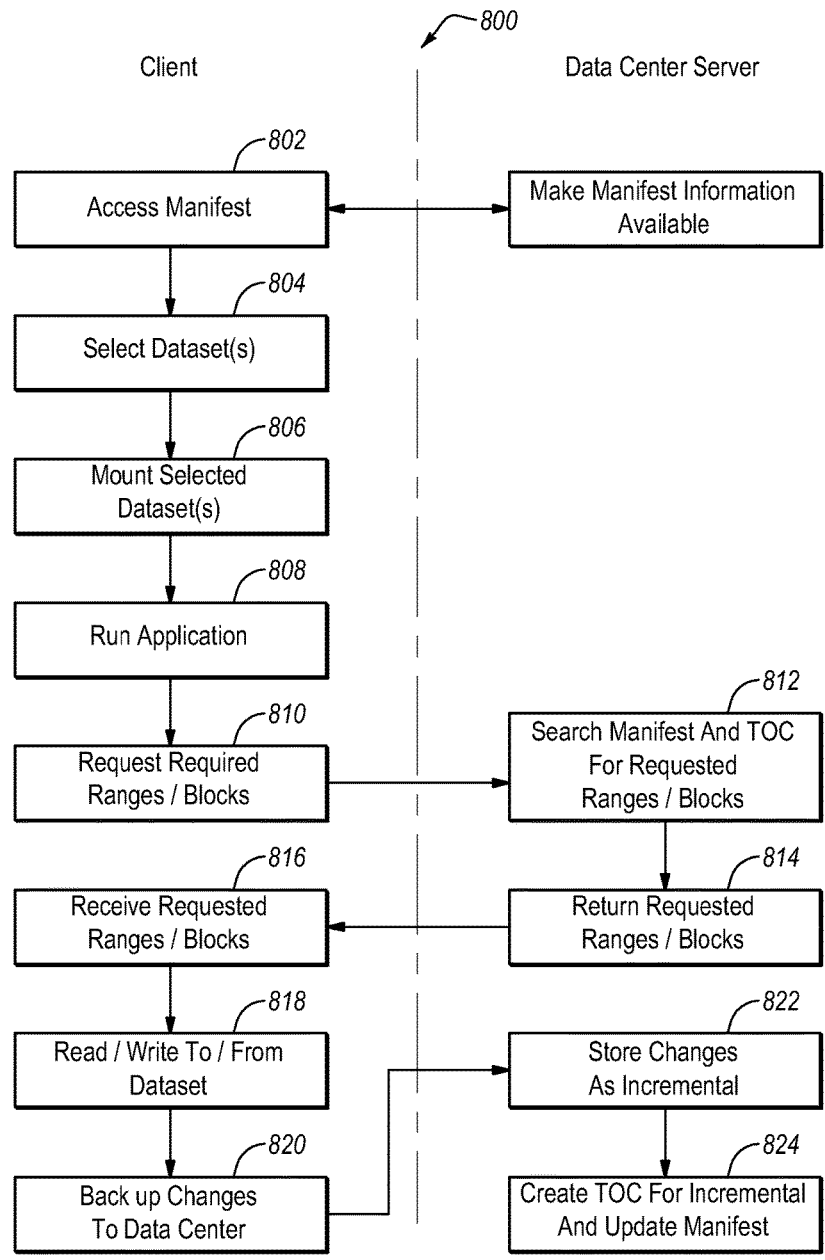 800
Client
Data Center Server
802
Access Manifest
Make Manifest Information
Available
804
Select Dataset(s)
806
Mount Selected
Dataset(s)
808
Run Application
810
Request Required
Ranges / Blocks
812
Search Manifest And TOC
For Requested
Ranges / Blocks
816
Receive Requested
Ranges / Blocks
814
Return Requested
Ranges / Blocks
818
Read / Write To / From
Dataset
822
Store Changes
As Incremental
820
Back up Changes
To Data Center
824
Create TOC For Incremental
And Update Manifest